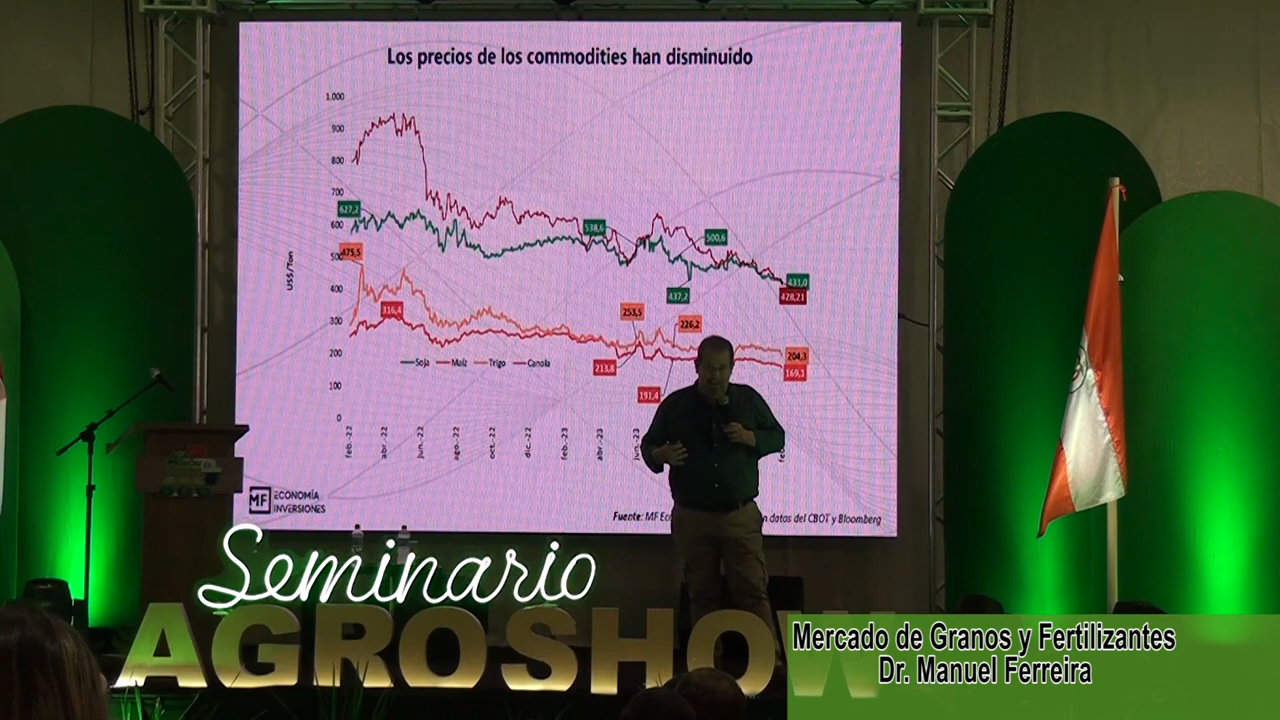 Los precios de los commodities han disminuido
1.000
900
800
700
600
500
400
300
200
100
0
US$/Ton
627,2
475,5
316,4
538,6
500,6
437,2
431,0
428,21
253,5
226,2
213,8
191,4
204,3
169,1
Soja Maíz Trigo Canola
feb.-22 abr.-22 jun.-22 ago.-22 oct.-22 dic.-22 feb.-23 abr.-23 jun.-23
MF ECONOMÍA
INVERSIONES
Fuente: MF datos del CBOT y Bloomberg
Seminario
AGROSHOW
Mercado de Granos y Fertilizantes
Dr. Manuel Ferreira